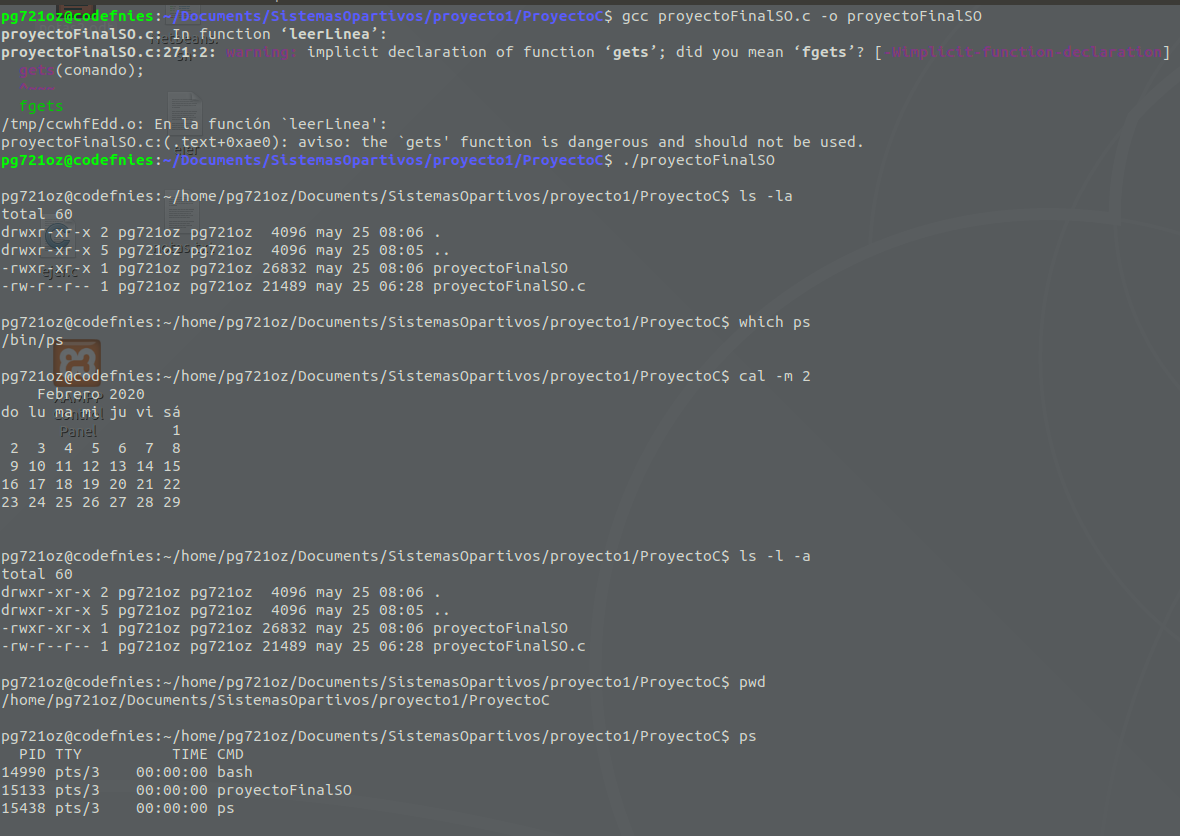 pg721oz@codefnies:~/Documents/SistemasOpartivos/proyecto1/ProyectoC$ gcc proyectoFinalSO.c -o proyectoFinalSO
proyectoFinalSO.c: In function ‘leerLinea’:
proyectoFinalSO.c:271:2: warning: implicit declaration of function ‘gets’; did you mean ‘fgets’? [-Wimplicit-function-declaration]
  gets(comando);
  ^~~~
  fgets
/tmp/ccwhfEdd.o: En la función `leerLinea':
proyectoFinalSO.c:(.text+0xae0): aviso: the `gets' function is dangerous and should not be used.
pg721oz@codefnies:~/Documents/SistemasOpartivos/proyecto1/ProyectoC$ ./proyectoFinalSO

pg721oz@codefnies:~/home/pg721oz/Documents/SistemasOpartivos/proyecto1/ProyectoC$ ls -la
total 60
drwxr-xr-x 2 pg721oz pg721oz  4096 may 25 08:06 .
drwxr-xr-x 5 pg721oz pg721oz  4096 may 25 08:05 ..
-rwxr-xr-x 1 pg721oz pg721oz 26832 may 25 08:06 proyectoFinalSO
-rw-r--r-- 1 pg721oz pg721oz 21489 may 25 06:28 proyectoFinalSO.c

pg721oz@codefnies:~/home/pg721oz/Documents/SistemasOpartivos/proyecto1/ProyectoC$ which ps
/bin/ps

pg721oz@codefnies:~/home/pg721oz/Documents/SistemasOpartivos/proyecto1/ProyectoC$ cal -m 2
    Febrero 2020
do lu ma mi ju vi sá
                   1
 2  3  4  5  6  7  8
 9 10 11 12 13 14 15
16 17 18 19 20 21 22
23 24 25 26 27 28 29
Panel

pg721oz@codefnies:~/home/pg721oz/Documents/SistemasOpartivos/proyecto1/ProyectoC$ ls -l -a
total 60
drwxr-xr-x 2 pg721oz pg721oz  4096 may 25 08:06 .
drwxr-xr-x 5 pg721oz pg721oz  4096 may 25 08:05 ..
-rwxr-xr-x 1 pg721oz pg721oz 26832 may 25 08:06 proyectoFinalSO
-rw-r--r-- 1 pg721oz pg721oz 21489 may 25 06:28 proyectoFinalSO.c

pg721oz@codefnies:~/home/pg721oz/Documents/SistemasOpartivos/proyecto1/ProyectoC$ pwd
/home/pg721oz/Documents/SistemasOpartivos/proyecto1/ProyectoC

pg721oz@codefnies:~/home/pg721oz/Documents/SistemasOpartivos/proyecto1/ProyectoC$ ps
  PID TTY          TIME CMD
14990 pts/3    00:00:00 bash
15133 pts/3    00:00:00 proyectoFinalSO
15438 pts/3    00:00:00 ps